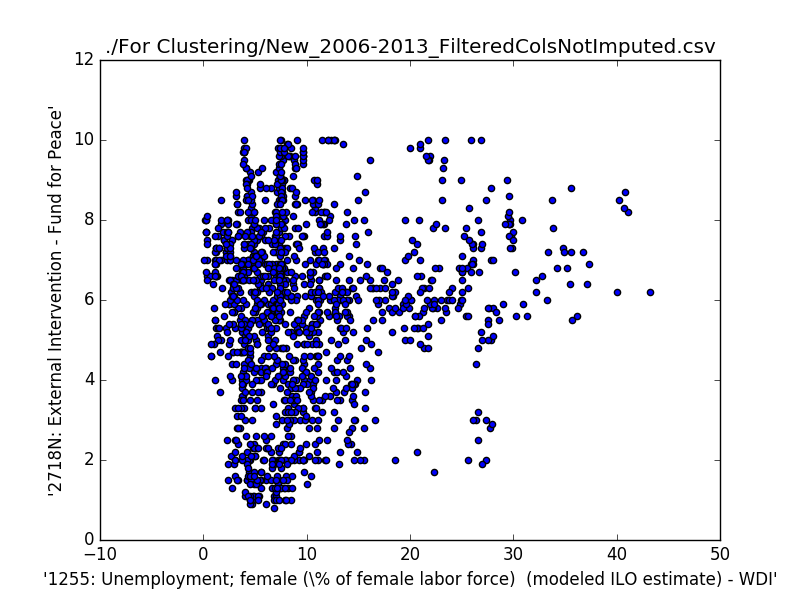 ./For Clustering/New_2006-2013_FilteredColsNotImputed.csv
12
10
8
6
4
2
0
'2718N: External Intervention - Fund for Peace'
−10 0 10 20 30 40 50
'1255: Unemployment; female (\% of female labor force)  (modeled ILO estimate) - WDI'